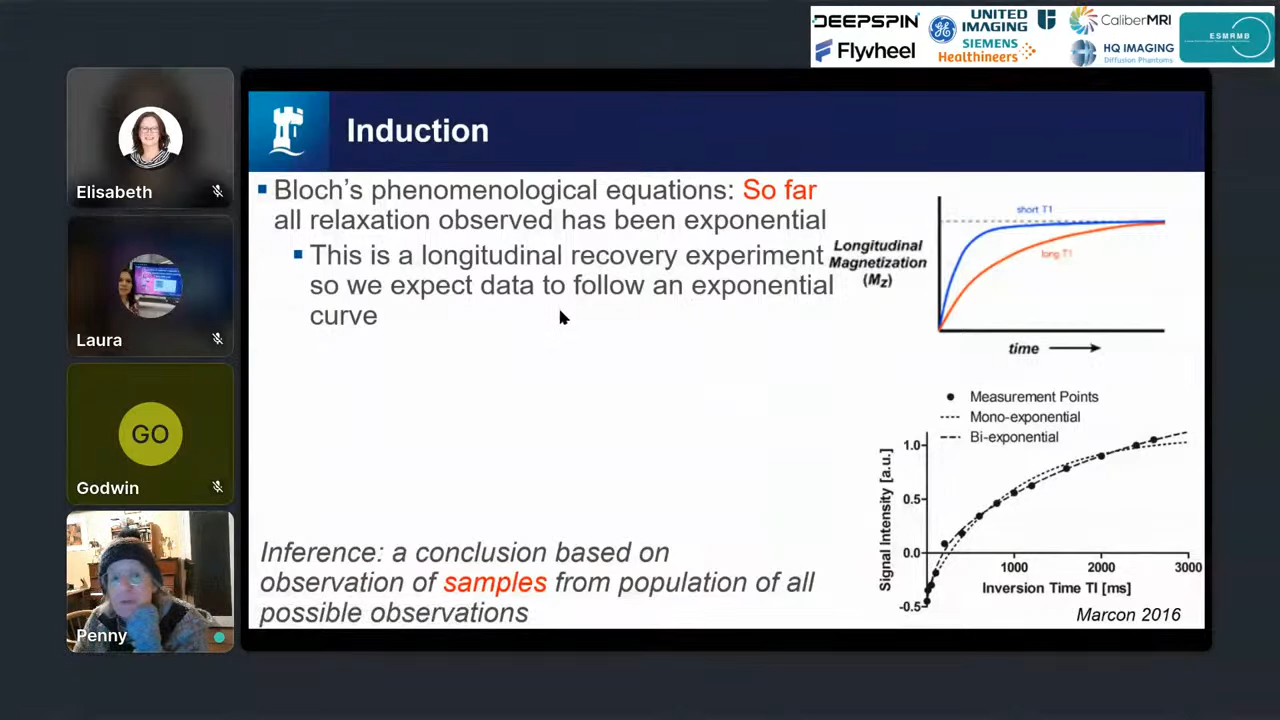 DEEPSPIN
UNITED
IMAGING
CaliberMRI
ESMRMB
Flywheel
SIEMENS
Healthineers
HQ IMAGING
Diffusion Phantoms
Elisabeth
Laura
GO
Godwin
Penny
Induction
Bloch's phenomenological equations: So far
all relaxation observed has been exponential
This is a longitudinal recovery experiment
so we expect data to follow an exponential
curve
Inference: a conclusion based on
observation of samples from population of all
possible observations
short T1
long T1
Longitudinal
Magnetization
(Mz)
time
Measurement Points
Mono-exponential
Bi-exponential
Signal Intensity [a.u.]
1.0
0.5
0.0
-0.5
1000
2000
3000
Inversion Time TI [ms]
Marcon 2016